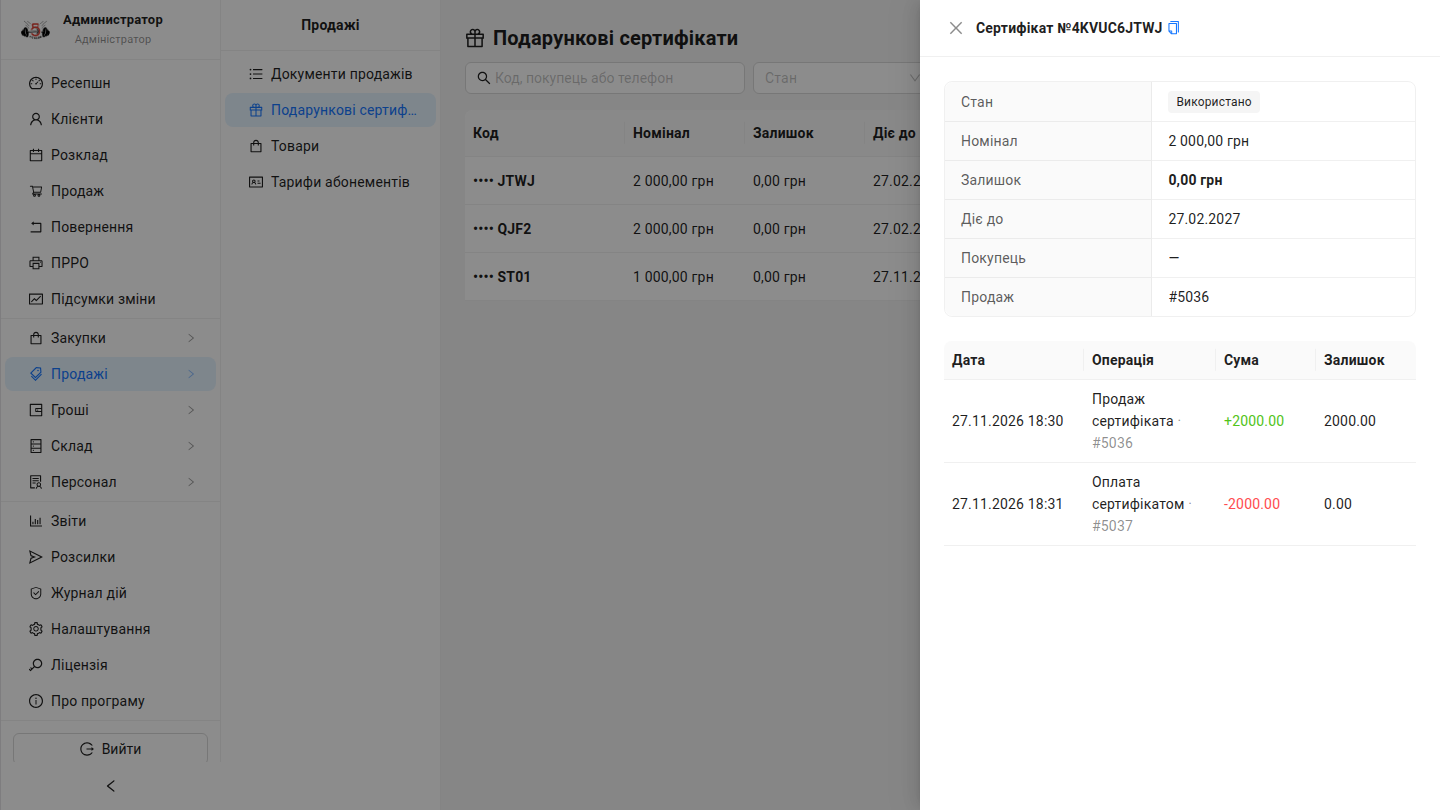 Администратор
Адміністратор
Ресепшн
Клієнти
Розклад
Продаж
Повернення
ПРРО
Підсумки зміни
Закупки
Продажі
Гроші
Склад
Персонал
Звіти
Розсилки
Журнал дій
Налаштування
Ліцензія
Про програму
Вийти
Продажі
Документи продажів
Подарункові сертиф...
Товари
Тарифи абонементів
Подарункові сертифікати
Код, покупець або телефон
Стан
Код Номінал Залишок Діє до
•••• JTWJ 2 000,00 грн 0,00 грн 27.02.2
•••• QJF2 2 000,00 грн 0,00 грн 27.02.2
•••• ST01 1 000,00 грн 0,00 грн 27.11.2
Сертифікат №4KVUC6JTWJ
Стан Використано
Номінал 2 000,00 грн
Залишок 0,00 грн
Діє до 27.02.2027
Покупець —
Продаж #5036
Дата Операція Сума Залишок
27.11.2026 18:30 Продаж сертифіката · #5036 +2000.00 2000.00
27.11.2026 18:31 Оплата сертифікатом · #5037 -2000.00 0.00